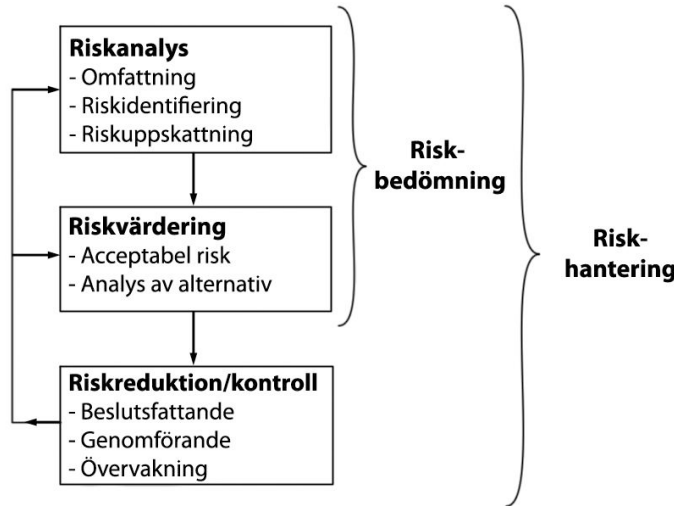 Riskanalys
- Omfattning
- Riskidentifiering
- Riskuppskattning
Risk-
bedömning
Riskvärdering
- Acceptabel risk
- Analys av alternativ
Risk-
hantering
Riskreduktion/kontroll
- Beslutsfattande
- Genomförande
- Övervakning